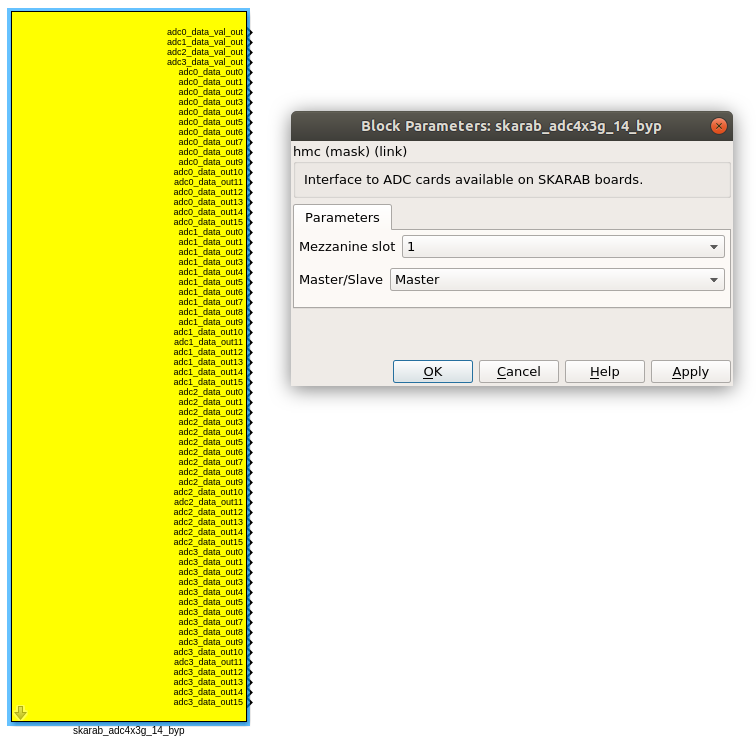 adc0_data_val_out
adc1_data_val_out
adc2_data_val_out
adc3_data_val_out
adc0_data_out0
adc0_data_out1
adc0_data_out2
adc0_data_out3
adc0_data_out4
adc0_data_out5
adc0_data_out6
adc0_data_out7
adc0_data_out8
adc0_data_out9
adc0_data_out10
adc0_data_out11
adc0_data_out12
adc0_data_out13
adc0_data_out14
adc0_data_out15
adc1_data_out0
adc1_data_out1
adc1_data_out2
adc1_data_out3
adc1_data_out4
adc1_data_out5
adc1_data_out6
adc1_data_out7
adc1_data_out8
adc1_data_out9
adc1_data_out10
adc1_data_out11
adc1_data_out12
adc1_data_out13
adc1_data_out14
adc1_data_out15
adc2_data_out0
adc2_data_out1
adc2_data_out2
adc2_data_out3
adc2_data_out4
adc2_data_out5
adc2_data_out6
adc2_data_out7
adc2_data_out8
adc2_data_out9
adc2_data_out10
adc2_data_out11
adc2_data_out12
adc2_data_out13
adc2_data_out14
adc2_data_out15
adc3_data_out0
adc3_data_out1
adc3_data_out2
adc3_data_out3
adc3_data_out4
adc3_data_out5
adc3_data_out6
adc3_data_out7
adc3_data_out8
adc3_data_out9
adc3_data_out10
adc3_data_out11
adc3_data_out12
adc3_data_out13
adc3_data_out14
adc3_data_out15
skarab_adc4x3g_14_byp
Block Parameters: skarab_adc4x3g_14_byp
hmc (mask) (link)
Interface to ADC cards available on SKARAB boards.
Parameters
Mezzanine slot 1
Master/Slave Master
OK Cancel Help Apply